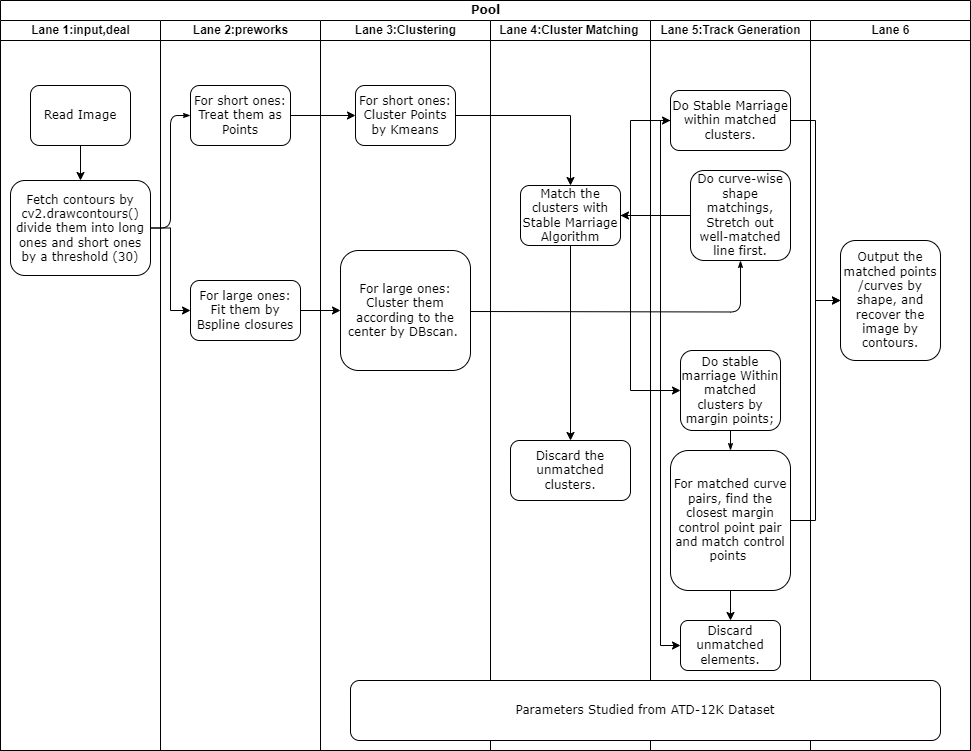 Pool
Lane 1:input,deal
Lane 2:preworks
Lane 3:Clustering
Lane 4:Cluster Matching
Lane 5:Track Generation
Lane 6
Read Image
Fetch contours by
cv2.drawcontours()
divide them into long
ones and short ones
by a threshold (30)
For short ones:
Treat them as
Points
For large ones:
Fit them by
Bspline closures
For short ones:
Cluster Points
by Kmeans
For large ones:
Cluster them
according to the
center by DBscan.
Match the
clusters with
Stable Marriage
Algorithm
Discard the
unmatched
clusters.
Do Stable Marriage
within matched
clusters.
Do curve-wise
shape
matchings,
Stretch out
well-matched
line first.
Do stable
marriage Within
matched
clusters by
margin points;
For matched curve
pairs, find the
closest margin
control point pair
and match control
points
Discard
unmatched
elements.
Output the
matched points
/curves by
shape, and
recover the
image by
contours.
Parameters Studied from ATD-12K Dataset